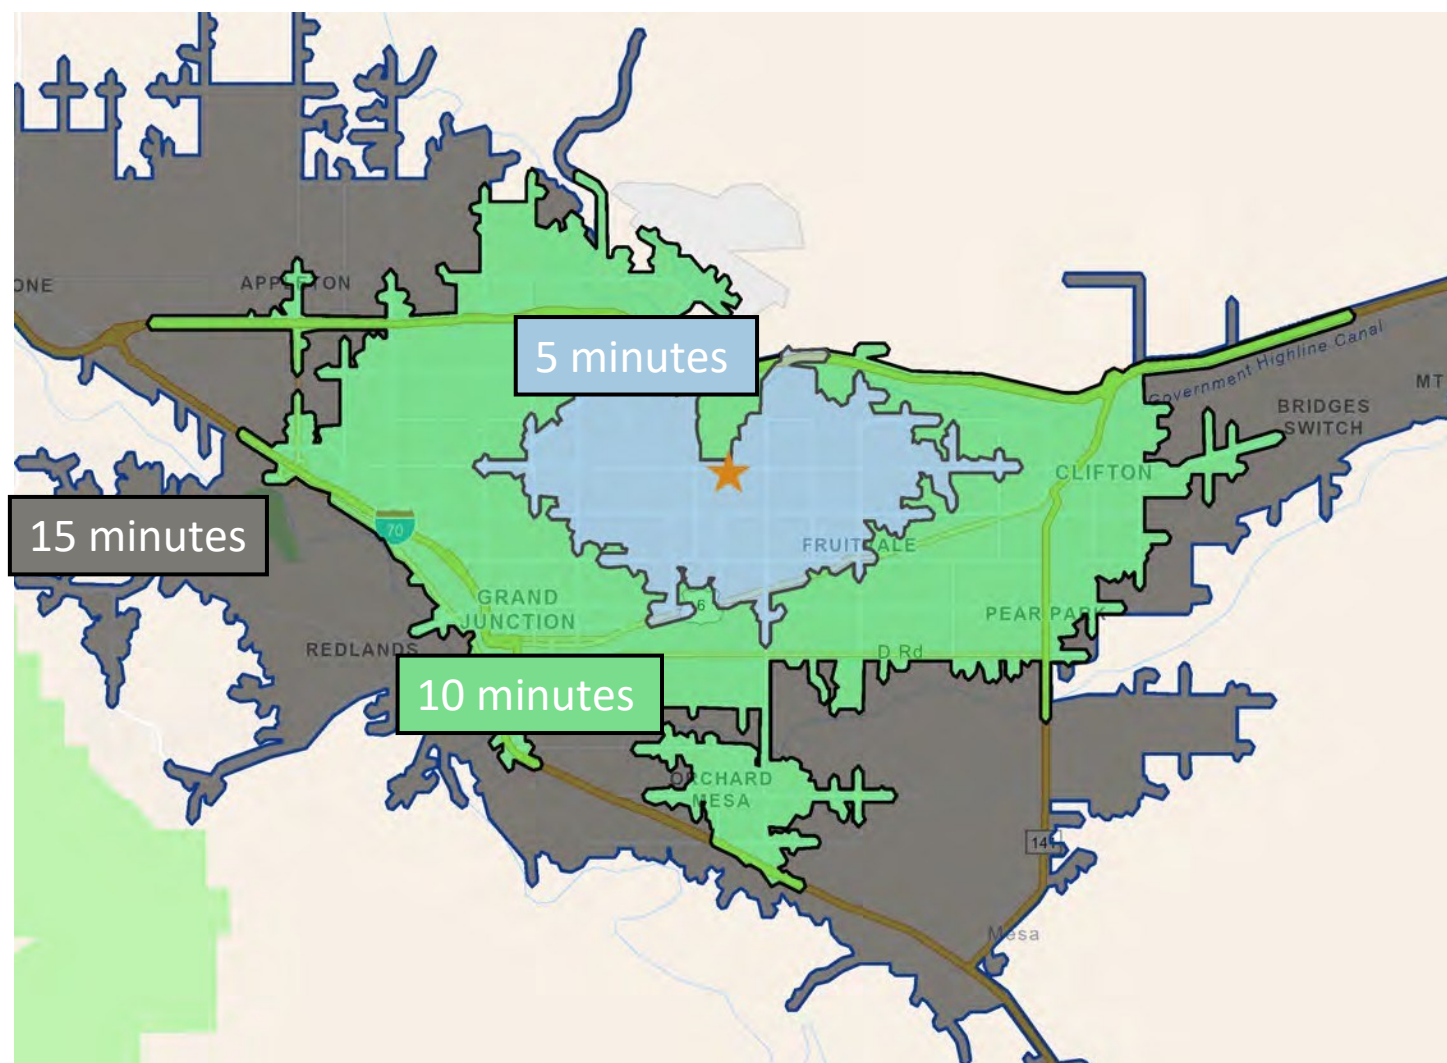 ONE
APPLETON
5 minutes
Government Highline Canal
MT
BRIDGES
SWITCH
CLIFTON
15 minutes
70
FRUITVALE
GRAND
JUNCTION
6
PEAR PARK
REDLANDS
D Rd
10 minutes
ORCHARD
MESA
141
Mesa